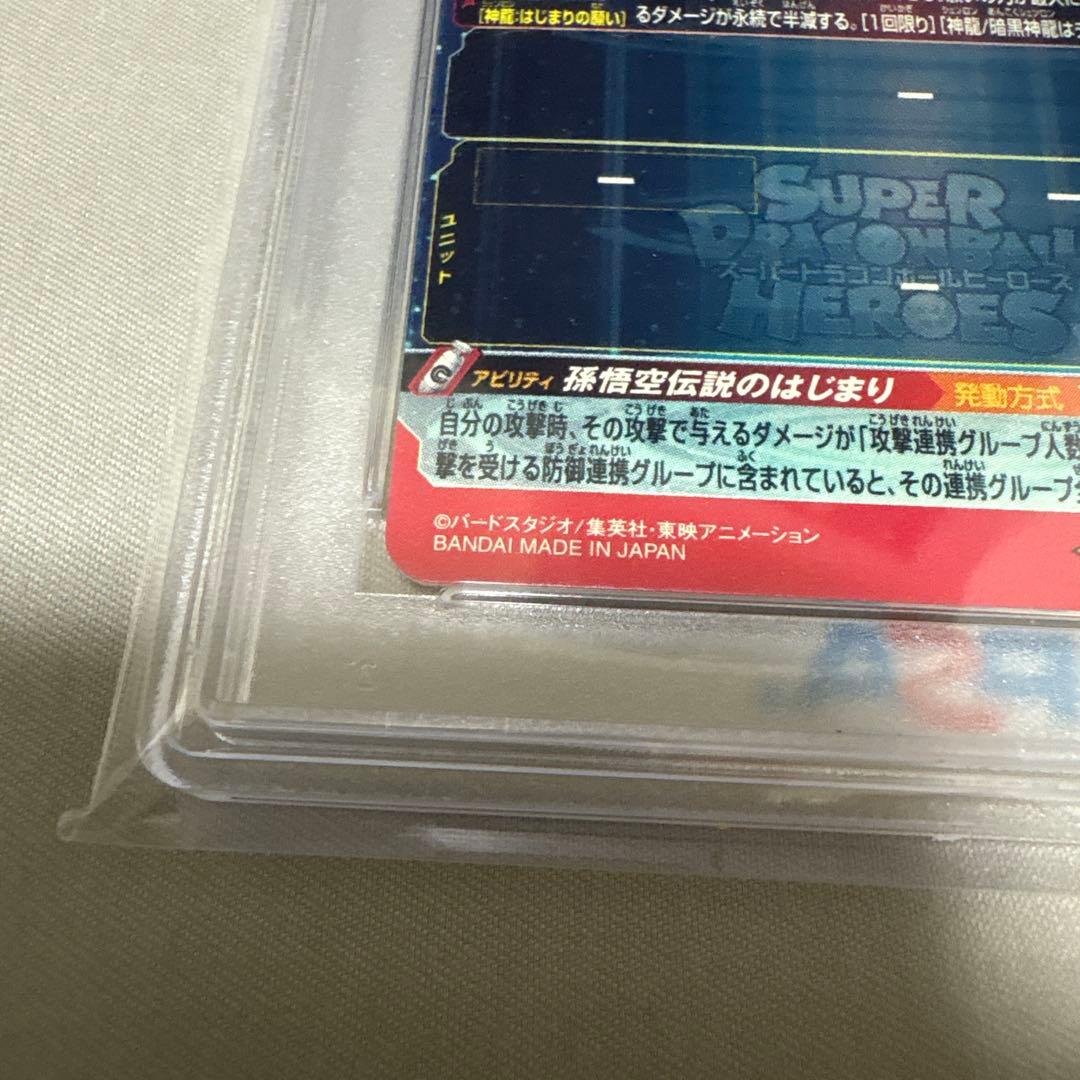 [神龍:はじまりの願い] るダメージが永続で半減する。[1回限り][神龍/暗黒神龍は
SUPER
DRAGONBALL
スーパードラゴンボールヒーローズ
HEROES
ユニット
アビリティ 孫悟空伝説のはじまり 発動方式
自分の攻撃時、その攻撃で与えるダメージが「攻撃連携グループ人数
撃を受ける防御連携グループに含まれていると、その連携グループ
©バードスタジオ/集英社・東映アニメーション
BANDAI MADE IN JAPAN